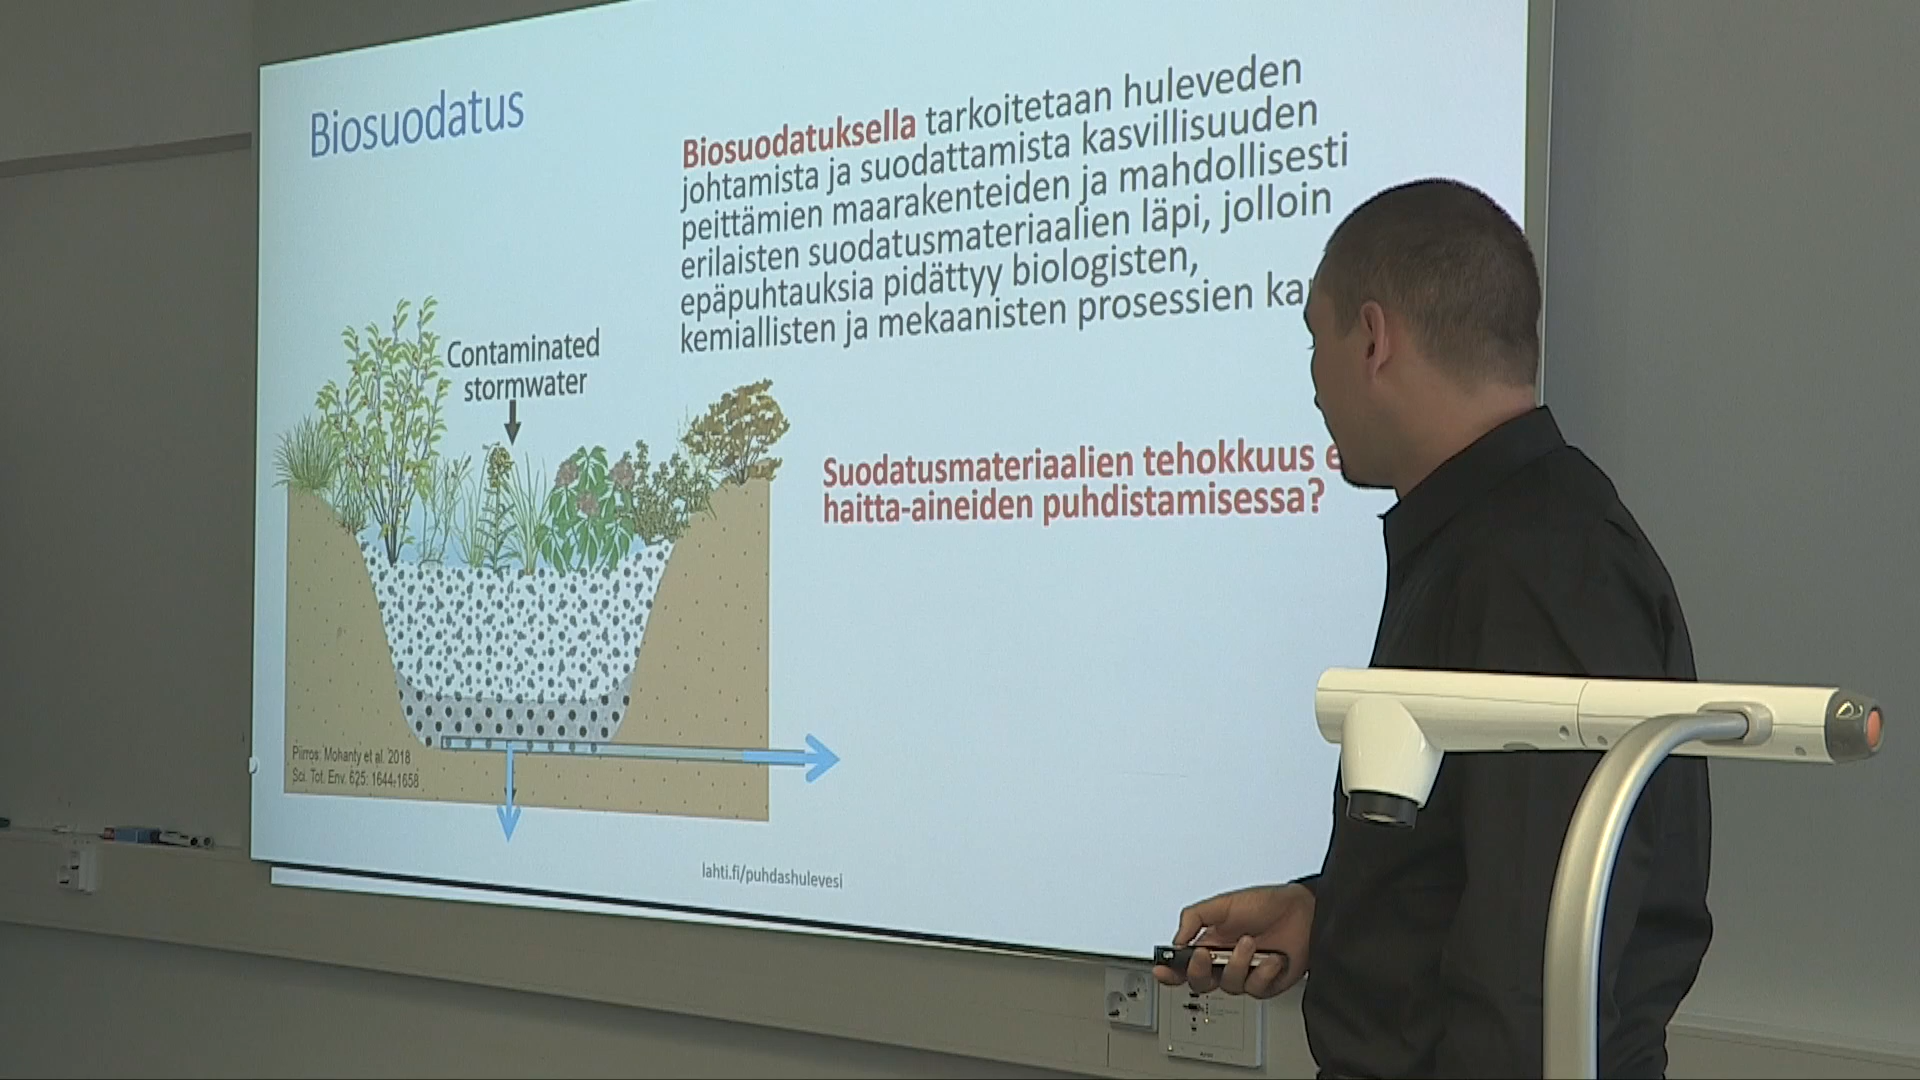 Biosuodatus
Biosuodatuksella tarkoitetaan huleveden
johtamista ja suodattamista kasvillisuuden
peittämien maarakenteiden ja mahdollisesti
erilaisten suodatusmateriaalien läpi, jolloin
epäpuhtauksia pidättyy biologisten,
kemiallisten ja mekaanisten prosessien
Contaminated
stormwater
Suodatusmateriaalien tehokkuus
haitta-aineiden puhdistamisessa?
Piirros: Mohanty et al. 2018
Sci. Tot. Env. 625: 1644-1658
lahti.fi/puhdashulevesi